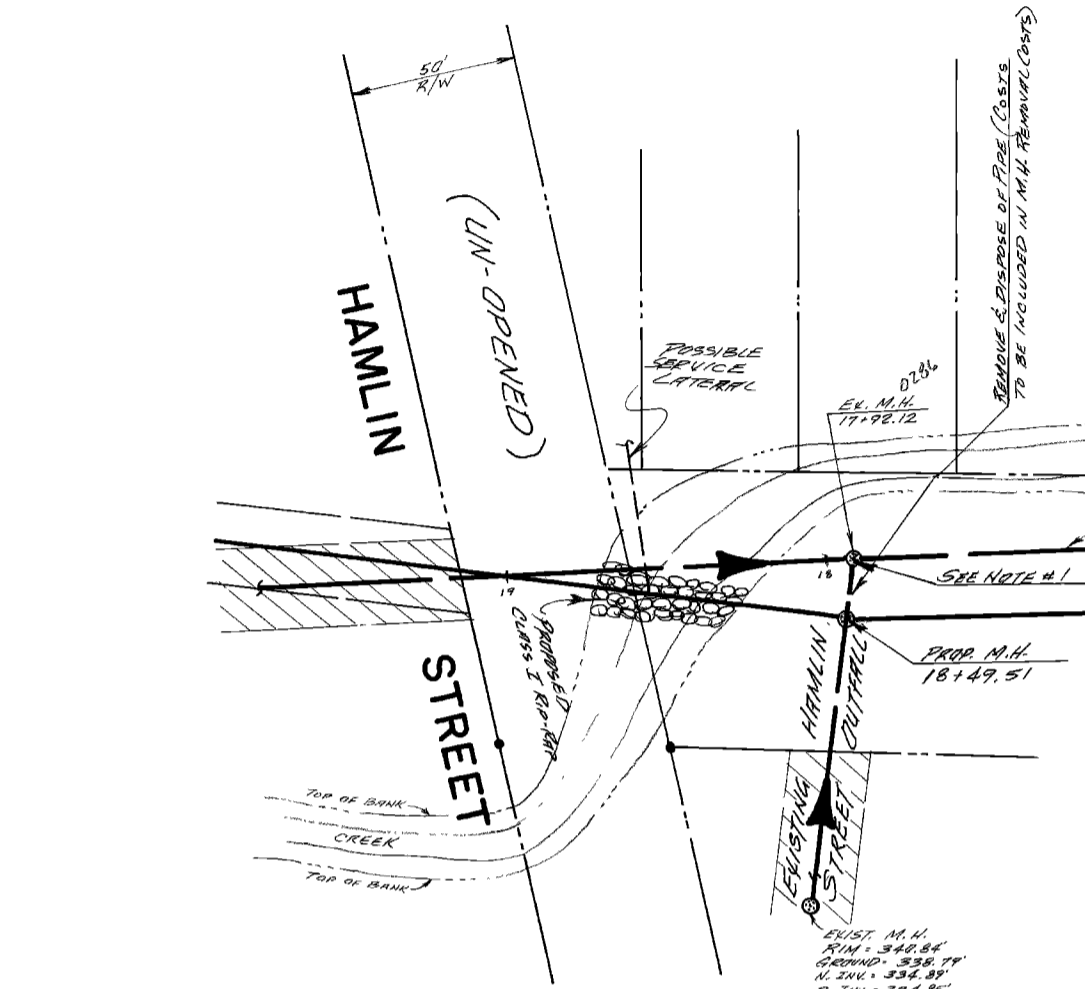 50'
R/W
(UN-OPENED)
HAMLIN
STREET
REMOVE & DISPOSE OF PIPE (COSTS
TO BE INCLUDED IN M.H. REMOVAL COSTS)
POSSIBLE
SERVICE
LATERAL
0286
EX. M.H.
17+92.12
18
SEE NOTE #1
19
PROPOSED
CLASS I RIP-RAP
PROP. M.H.
18+49.51
EXISTING HAMLIN
STREET OUTFALL
TOP OF BANK
CREEK
TOP OF BANK
EXIST. M.H.
RIM = 340.84'
GROUND = 338.79'
N. INV. = 334.89'